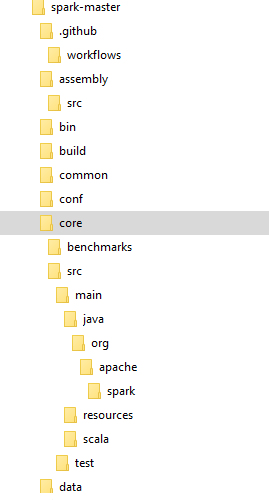 spark-master
.github
workflows
assembly
src
bin
build
common
conf
core
benchmarks
src
main
java
org
apache
spark
resources
scala
test
data